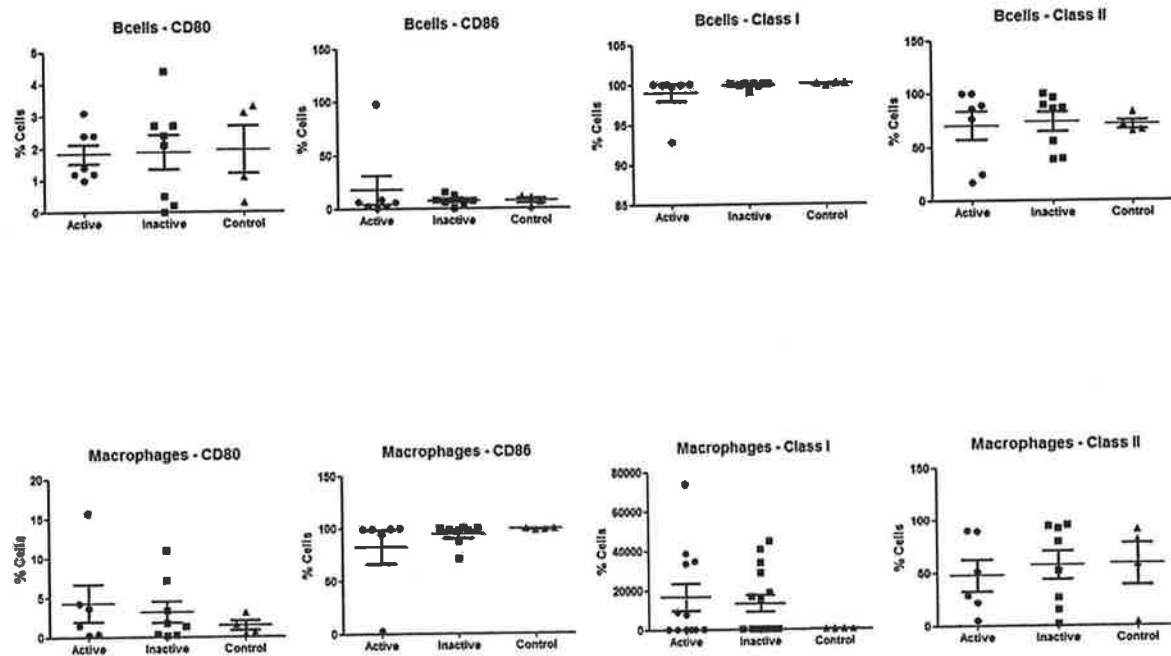 Bcells - CD80
% Cells
5
4
3
2
1
0
Active Inactive Control
Bcells - CD86
% Cells
150
100
50
0
Active Inactive Control
Bcells - Class I
% Cells
105
100
95
90
85
Active Inactive Control
Bcells - Class II
% Cells
150
100
50
0
Active Inactive Control
Macrophages - CD80
% Cells
20
15
10
5
0
Active Inactive Control
Macrophages - CD86
% Cells
150
100
50
0
Active Inactive Control
Macrophages - Class I
% Cells
80000
60000
40000
20000
0
Active Inactive Control
Macrophages - Class II
% Cells
150
100
50
0
Active Inactive Control